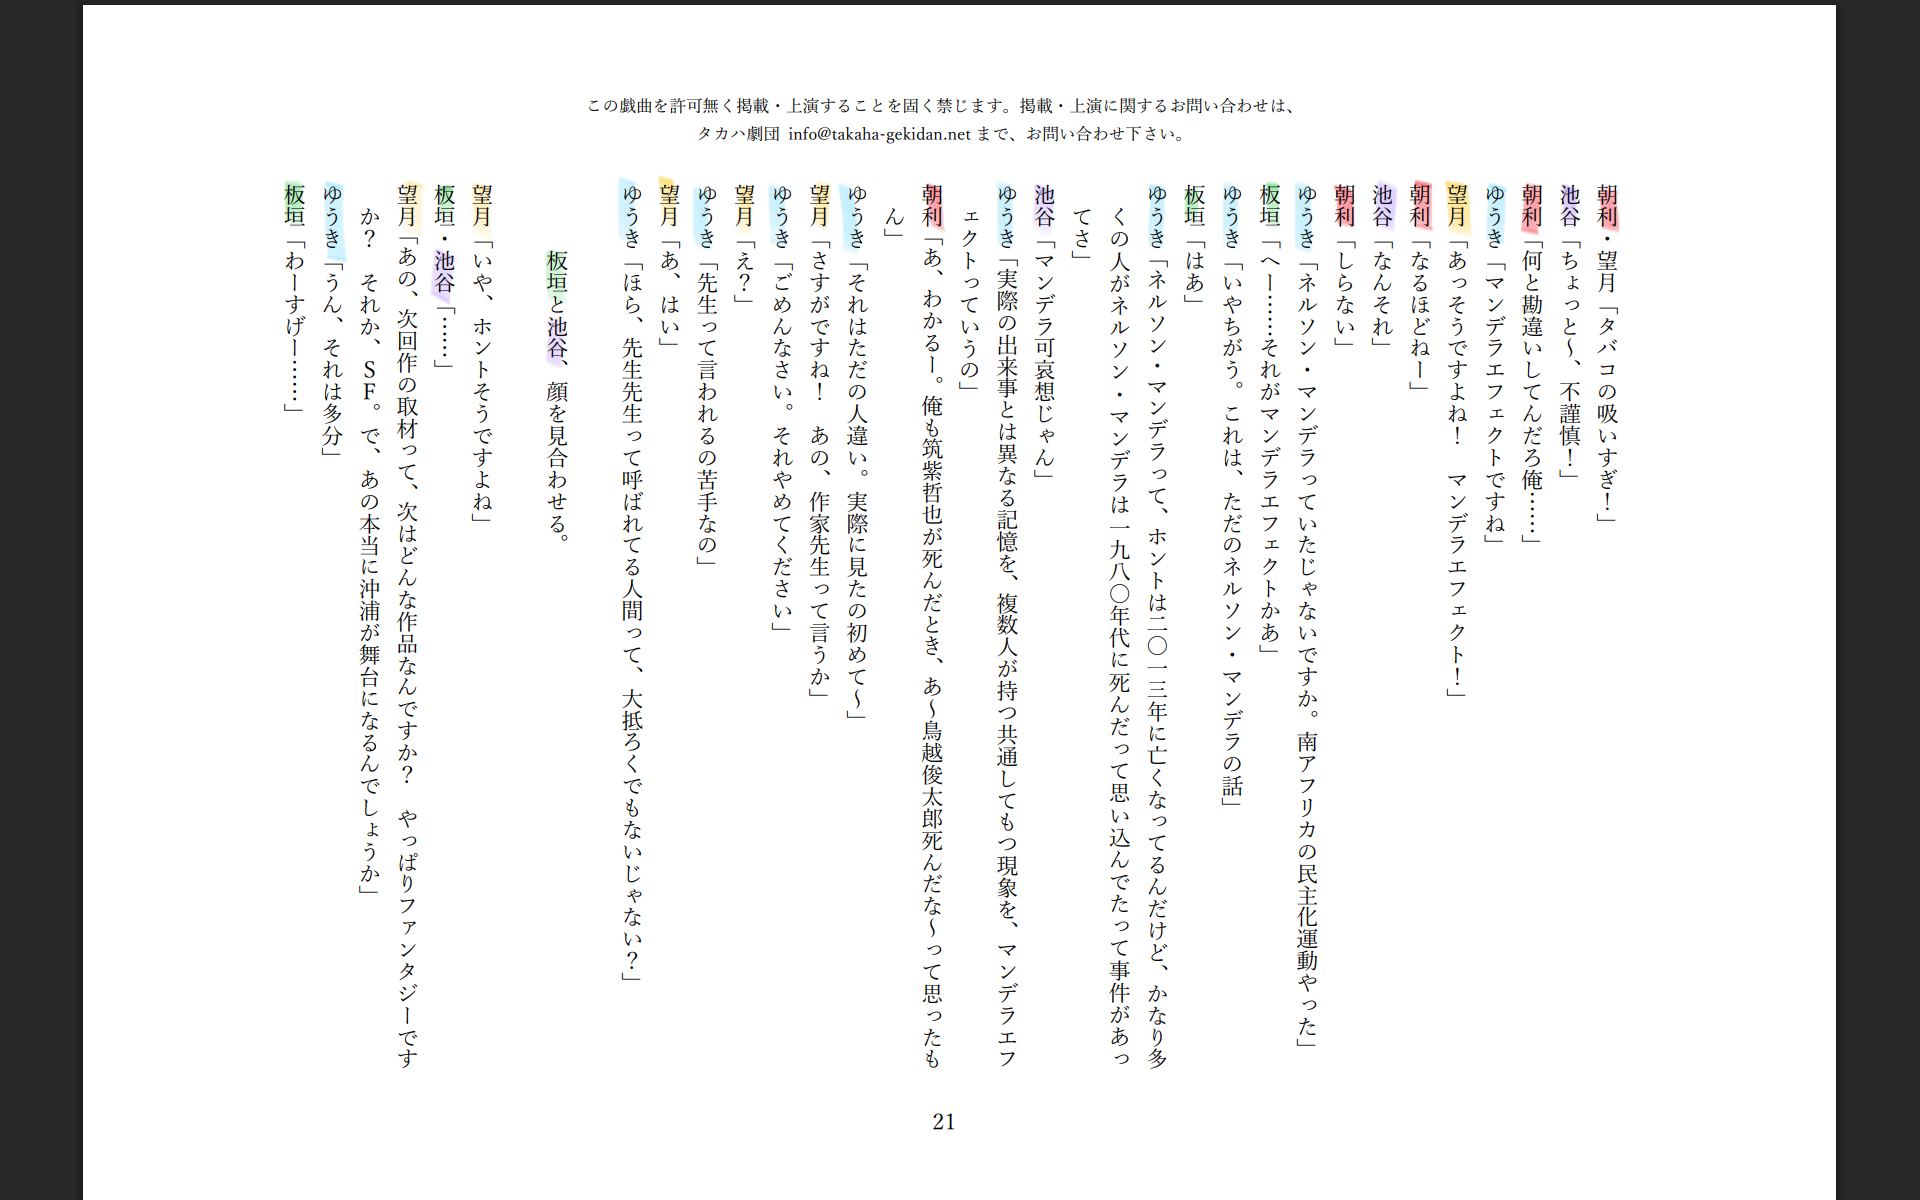 この戯曲を許可無く掲載・上演することを固く禁じます。掲載・上演に関するお問い合わせは、
タカハ劇団 info@takaha-gekidan.net まで、お問い合わせ下さい。
朝利・望月「タバコの吸いすぎ！」
池谷「ちょっと～、不謹慎！」
朝利「何と勘違いしてんだろ俺……」
ゆうき「マンデラエフェクトですね」
望月「あっそうですよね！　マンデラエフェクト！」
朝利「なるほどねー」
池谷「なんそれ」
朝利「しらない」
ゆうき「ネルソン・マンデラっていたじゃないですか。南アフリカの民主化運動やった」
板垣「へー……それがマンデラエフェクトかあ」
ゆうき「いやちがう。これは、ただのネルソン・マンデラの話」
板垣「はあ」
ゆうき「ネルソン・マンデラって、ホントは二〇一三年に亡くなってるんだけど、かなり多
くの人がネルソン・マンデラは一九八〇年代に死んだって思い込んでたって事件があっ
てさ」
池谷「マンデラ可哀想じゃん」
ゆうき「実際の出来事とは異なる記憶を、複数人が持つ共通してもつ現象を、マンデラエフ
ェクトっていうの」
朝利「あ、わかるー。俺も筑紫哲也が死んだとき、あ～鳥越俊太郎死んだな～って思ったも
ん」
ゆうき「それはただの人違い。実際に見たの初めて～」
望月「さすがですね！　あの、作家先生って言うか」
ゆうき「ごめんなさい。それやめてください」
望月「え？」
ゆうき「先生って言われるの苦手なの」
望月「あ、はい」
ゆうき「ほら、先生先生って呼ばれてる人間って、大抵ろくでもないじゃない？」
板垣と池谷、顔を見合わせる。
望月「いや、ホントそうですよね」
板垣・池谷「……」
望月「あの、次回作の取材って、次はどんな作品なんですか？　やっぱりファンタジーです
か？　それか、ＳＦ。で、あの本当に沖浦が舞台になるんでしょうか」
ゆうき「うん、それは多分」
板垣「わーすげー……」
21